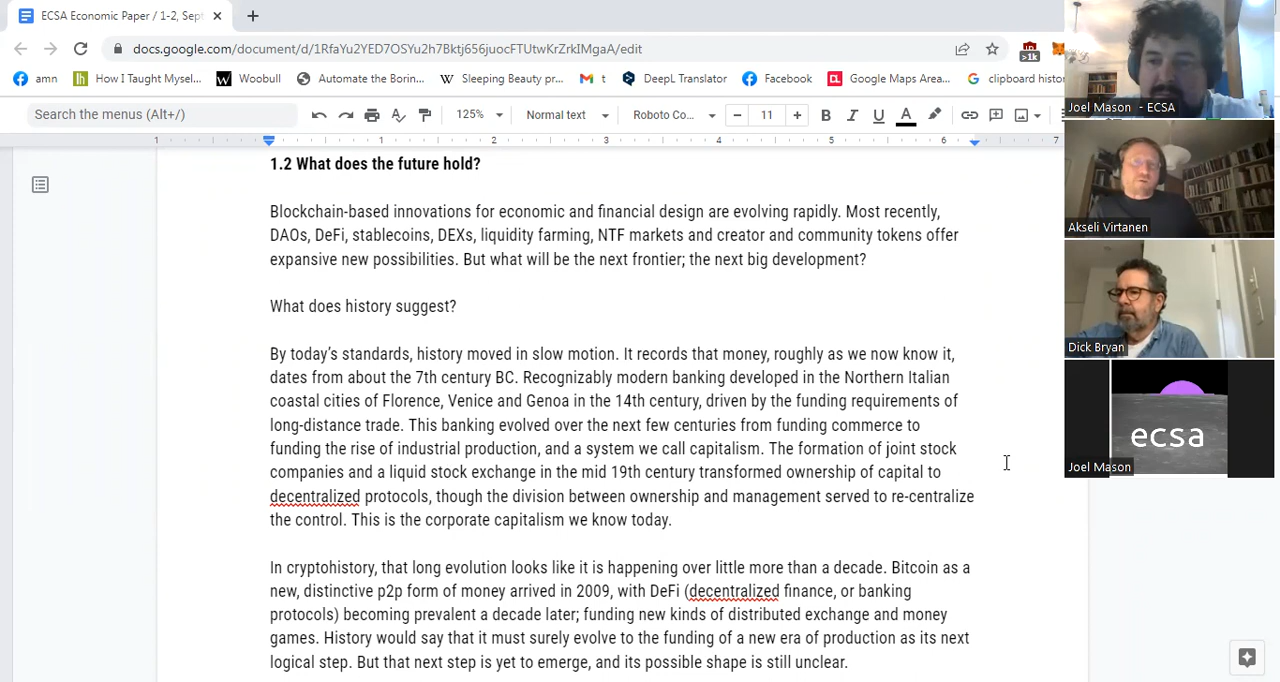 ECSA Economic Paper / 1-2, Sept
docs.google.com/document/d/1RfaYu2YED7OSYu2h7Bktj656juocFTUtwKrZrkIMgaA/edit
>1k
amn
How I Taught Mysel...
Woobull
Automate the Borin...
Sleeping Beauty pr...
t
DeepL Translator
Facebook
Google Maps Area...
clipboard histor
Search the menus (Alt+/)
125%
Normal text
Roboto Co...
11
B I U A
1 1 2 3 4 5 6 7
1.2 What does the future hold?
Blockchain-based innovations for economic and financial design are evolving rapidly. Most recently,
DAOs, DeFi, stablecoins, DEXs, liquidity farming, NTF markets and creator and community tokens offer
expansive new possibilities. But what will be the next frontier; the next big development?
What does history suggest?
By today's standards, history moved in slow motion. It records that money, roughly as we now know it,
dates from about the 7th century BC. Recognizably modern banking developed in the Northern Italian
coastal cities of Florence, Venice and Genoa in the 14th century, driven by the funding requirements of
long-distance trade. This banking evolved over the next few centuries from funding commerce to
funding the rise of industrial production, and a system we call capitalism. The formation of joint stock
companies and a liquid stock exchange in the mid 19th century transformed ownership of capital to
decentralized protocols, though the division between ownership and management served to re-centralize
the control. This is the corporate capitalism we know today.
In cryptohistory, that long evolution looks like it is happening over little more than a decade. Bitcoin as a
new, distinctive p2p form of money arrived in 2009, with DeFi (decentralized finance, or banking
protocols) becoming prevalent a decade later; funding new kinds of distributed exchange and money
games. History would say that it must surely evolve to the funding of a new era of production as its next
logical step. But that next step is yet to emerge, and its possible shape is still unclear.
Joel Mason - ECSA
Akseli Virtanen
Dick Bryan
ecsa
Joel Mason